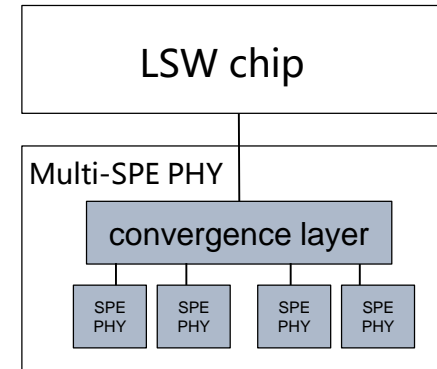 LSW chip
Multi-SPE PHY
convergence layer
SPE SPE SPE SPE
PHY PHY PHY PHY